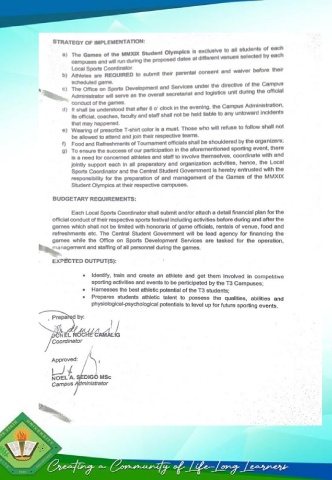 STRATEGY OF IMPLEMENTATION:
a) The Games of the MMXIX Student Olympics is exclusive to all students of each
campuses and will run during the proposed dates at different venues selected by each
Local Sports Coordinator.
b) Athletes are REQUIRED to submit their parental consent and waiver before their
scheduled game.
c) The Office on Sports Development and Services under the directive of the Campus
Administrator will serve as the overall secretariat and logistics unit during the official
conduct of the games.
d) It shall be understood that after 6 o' clock in the evening, the Campus Administration,
its official, coaches, faculty and staff shall not be held liable to any untoward incidents
that may happened.
e) Wearing of prescribe T-shirt color is a must. Those who will refuse to follow shall not
be allowed to attend and join their respective teams.
f) Food and Refreshments of Tournament officials shall be shouldered by the organizers;
g) To ensure the success of our participation in the aforementioned sporting event, there
is a need for concerned athletes and staff to involve themselves, coordinate with and
jointly support each in all preparatory and organization activities, hence, the Local
Sports Coordinator and the Central Student Government is hereby entrusted with the
responsibility for the preparation of and management of the Games of the MMXIX
Student Olympics at their respective campuses.
BUDGETARY REQUIREMENTS:
Each Local Sports Coordinator shall submit and/or attach a detail financial plan for the
official conduct of their respective sports festival including activities before during and after the
games which shall not be limited with honoraria of game officials, rentals of venue, food and
refreshments etc. The Central Student Government will be lead agency for financing the
games while the Office on Sports Development Services are tasked for the operation,
management and staffing of all personnel during the games.
EXPECTED OUTPUT(S):
• Identify, train and create an athlete and get them involved in competitive
sporting activities and events to be participated by the T3 Campuses;
• Harnesses the best athletic potential of the T3 students;
• Prepares students athletic talent to possess the qualities, abilities and
physiological-psychological potentials to level up for future sporting events.
Prepared by:
ROCHE CAMALIG
Coordinator
Approved:
NOEL A. SEDIGO MSc
Campus Administrator
Creating a Community of Life-Long Learners